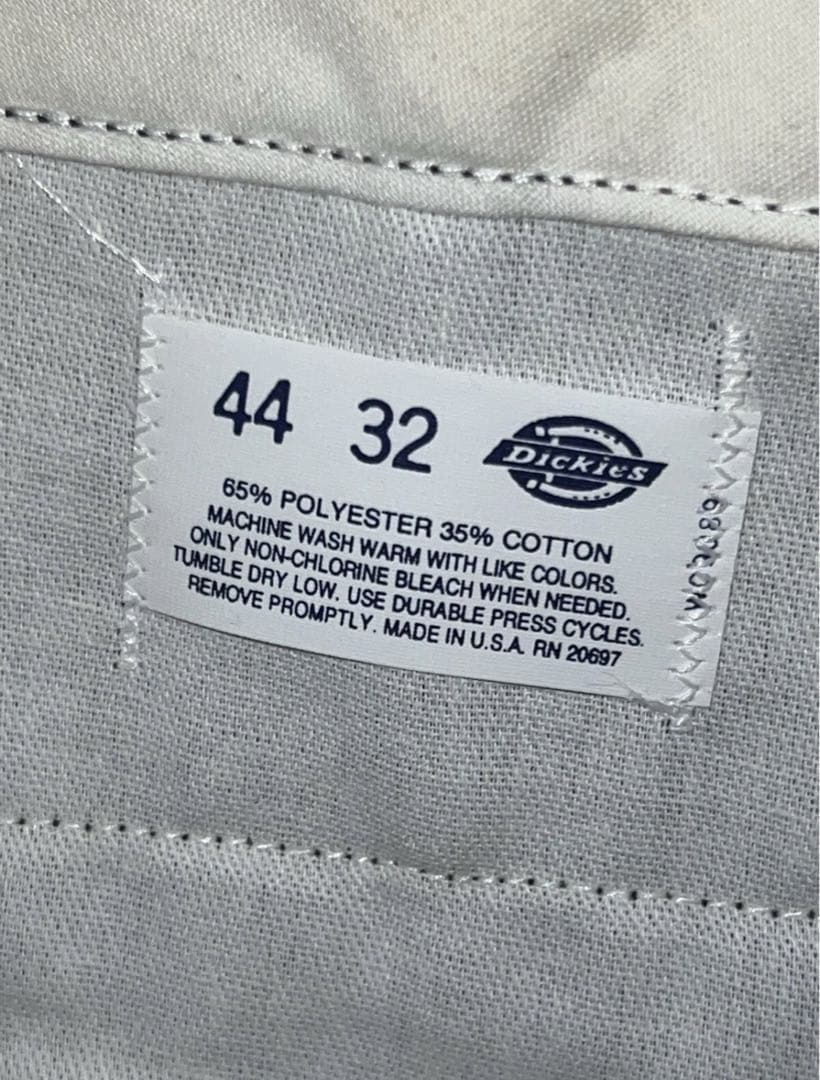 44 32 Dickies
65% POLYESTER 35% COTTON
MACHINE WASH WARM WITH LIKE COLORS.
ONLY NON-CHLORINE BLEACH WHEN NEEDED.
TUMBLE DRY LOW. USE DURABLE PRESS CYCLES.
REMOVE PROMPTLY. MADE IN U.S.A. RN 20697